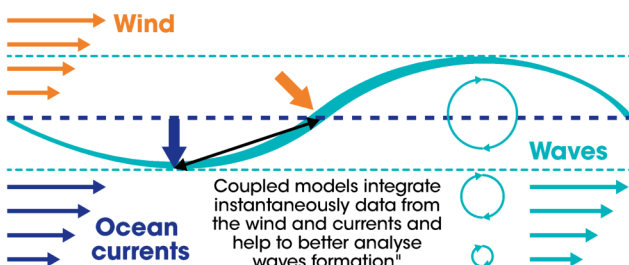 Wind
Waves
Coupled models integrate
instantaneously data from
the wind and currents and
help to better analyse
waves formation"
Ocean
currents